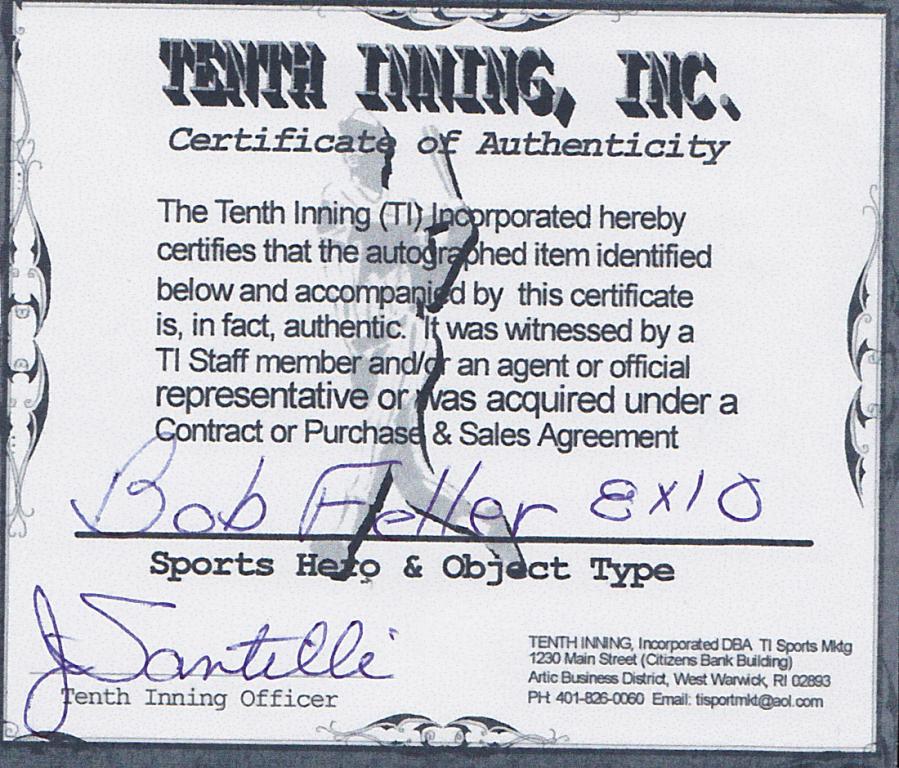 TENTH INNING, INC.
Certificate of Authenticity
The Tenth Inning (TI) Incorporated hereby
certifies that the autographed item identified
below and accompanied by this certificate
is, in fact, authentic. It was witnessed by a
TI Staff member and/or an agent or official
representative or was acquired under a
Contract or Purchase & Sales Agreement
Bob Feller 8x10
Sports Hero & Object Type
J Santilli
Tenth Inning Officer
TENTH INNING, Incorporated DBA TI Sports Mktg
1230 Main Street (Citizens Bank Building)
Artic Business District, West Warwick, RI 02893
PH: 401-826-0060 Email: tisportmkt@aol.com